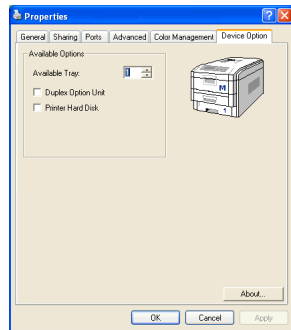 Properties
General Sharing Ports Advanced Color Management Device Option
Available Options
Available Tray: 1
Duplex Option Unit
Printer Hard Disk
M
1
About...
OK Cancel Apply